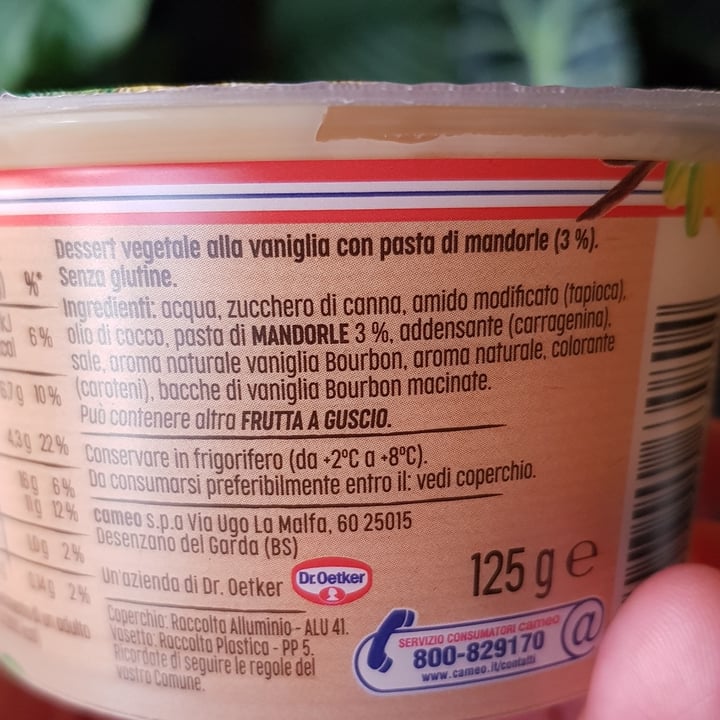 Dessert vegetale alla vaniglia con pasta di mandorle (3 %).
Senza glutine.
Ingredienti: acqua, zucchero di canna, amido modificato (tapioca),
olio di cocco, pasta di MANDORLE 3 %, addensante (carragenina),
sale, aroma naturale vaniglia Bourbon, aroma naturale, colorante
(caroteni), bacche di vaniglia Bourbon macinate.
Può contenere altra FRUTTA A GUSCIO.
Conservare in frigorifero (da +2°C a +8°C).
Da consumarsi preferibilmente entro il: vedi coperchio.
cameo s.p.a Via Ugo La Malfa, 60 25015
Desenzano del Garda (BS)
Un'azienda di Dr. Oetker
Dr.Oetker
125 g e
Coperchio: Raccolta Alluminio - ALU 41.
Vasetto: Raccolta Plastica - PP 5.
Ricordate di seguire le regole del
vostro Comune.
SERVIZIO CONSUMATORI cameo
800-829170
www.cameo.it/contatti
@
%*
6%
10%
22%
6%
12%
2%
2%